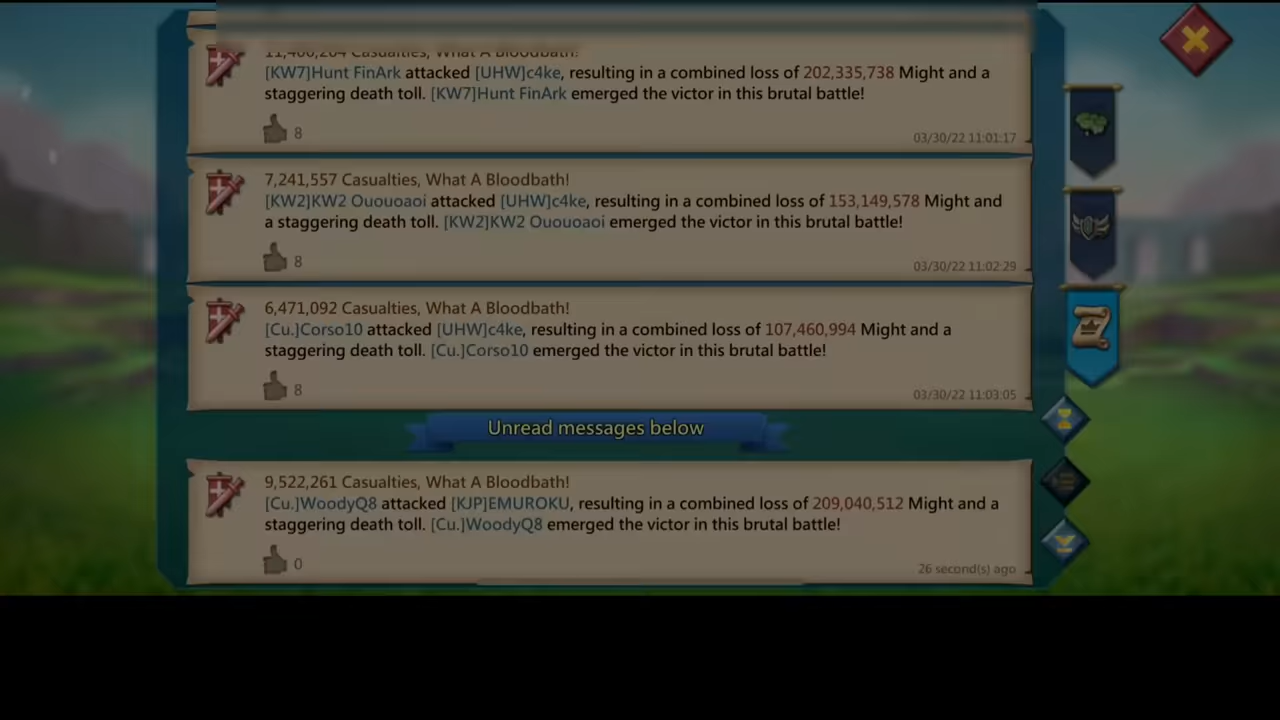 Casualties, What A Bloodbath!
[KW7]Hunt FinArk attacked [UHW]c4ke, resulting in a combined loss of 202,335,738 Might and a
staggering death toll. [KW7]Hunt FinArk emerged the victor in this brutal battle!
8
03/30/22 11:01:17
7,241,557 Casualties, What A Bloodbath!
[KW2]KW2 Ououoaoi attacked [UHW]c4ke, resulting in a combined loss of 153,149,578 Might and
a staggering death toll. [KW2]KW2 Ououoaoi emerged the victor in this brutal battle!
8
03/30/22 11:02:29
6,471,092 Casualties, What A Bloodbath!
[Cu.]Corso10 attacked [UHW]c4ke, resulting in a combined loss of 107,460,994 Might and a
staggering death toll. [Cu.]Corso10 emerged the victor in this brutal battle!
8
03/30/22 11:03:05
Unread messages below
9,522,261 Casualties, What A Bloodbath!
[Cu.]WoodyQ8 attacked [KJP]EMUROKU, resulting in a combined loss of 209,040,512 Might and a
staggering death toll. [Cu.]WoodyQ8 emerged the victor in this brutal battle!
0
26 second(s) ago